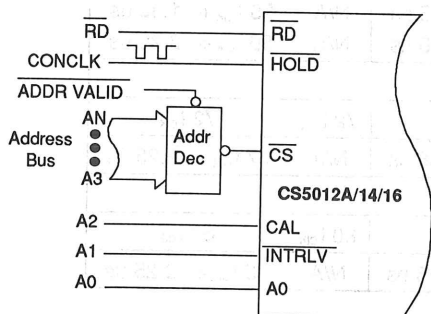 RD RD
CONCLK HOLD
ADDR VALID
AN
Address Bus
Addr Dec
CS
A3
CS5012A/14/16
A2 CAL
A1 INTRLV
A0 A0